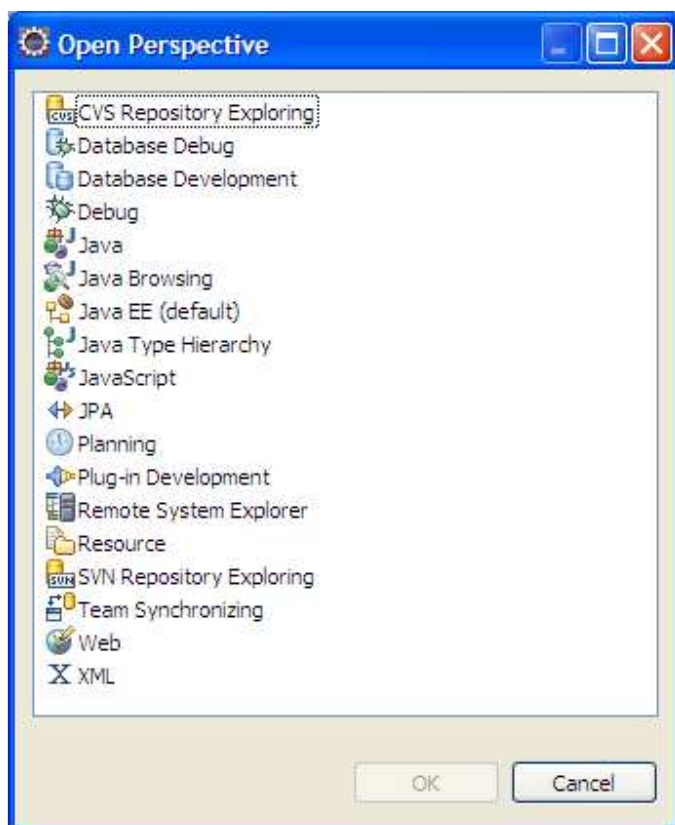 Open Perspective
CVS Repository Exploring
Database Debug
Database Development
Debug
Java
Java Browsing
Java EE (default)
Java Type Hierarchy
JavaScript
JPA
Planning
Plug-in Development
Remote System Explorer
Resource
SVN Repository Exploring
Team Synchronizing
Web
XML
OK Cancel